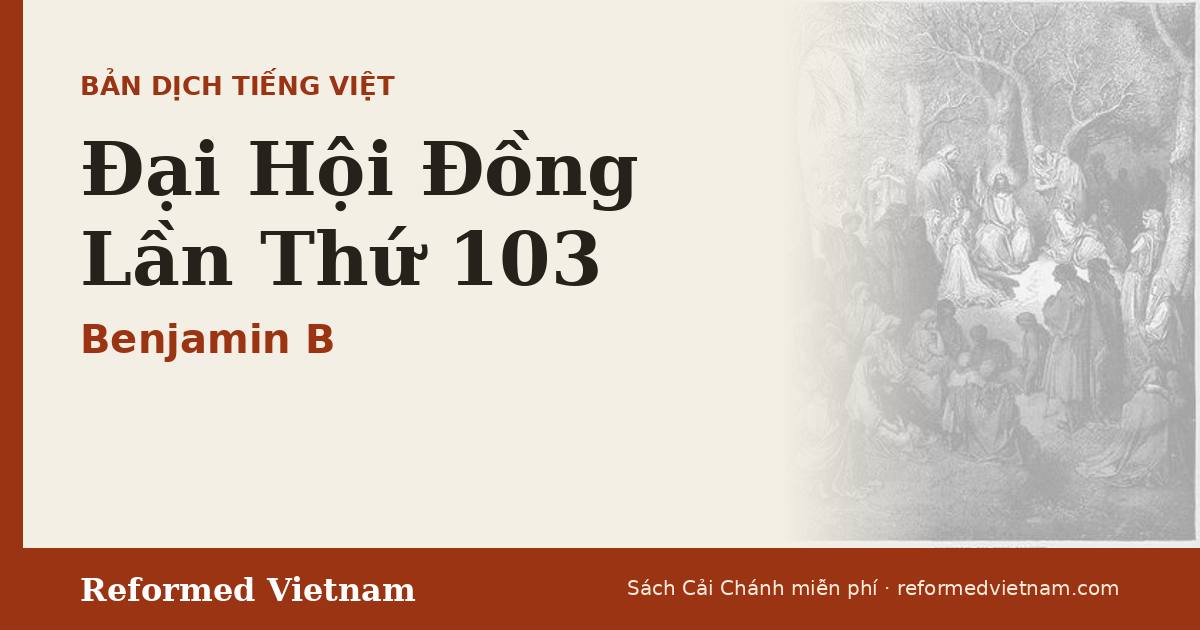 BẢN DỊCH TIẾNG VIỆT
Đại Hội Đồng
Lần Thứ 103
Benjamin B
Reformed Vietnam
Sách Cải Chánh miễn phí · reformedvietnam.com